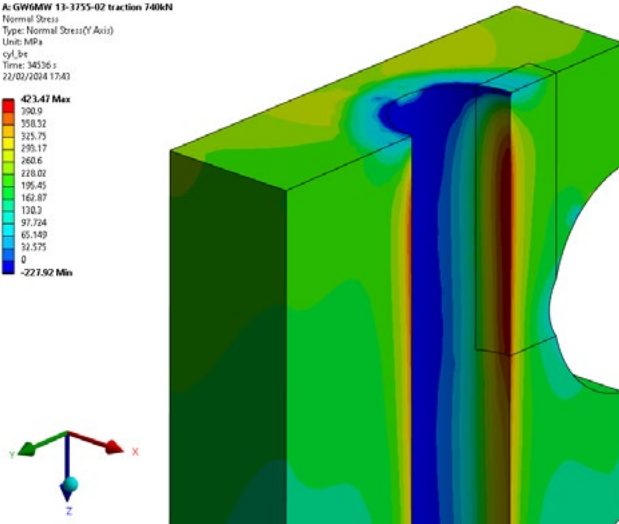 A: GW6MW 13-3755-02 traction 740kN
Normal Stress
Type: Normal Stress(Y Axis)
Unit: MPa
cyl_be
Time: 34536 s
22/02/2024 17:43
423.47 Max
390.9
358.32
325.75
293.17
260.6
228.02
195.45
162.87
130.3
97.724
65.149
32.575
0
-227.92 Min
Y
X
Z